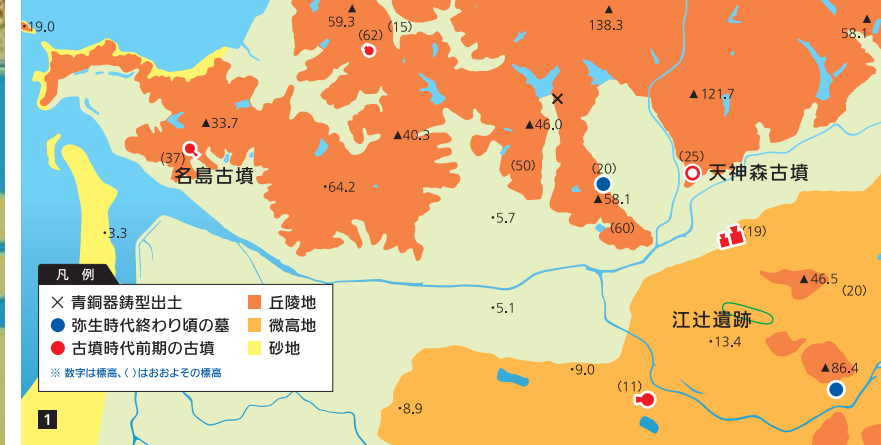 19.0
59.3
(62)
(15)
138.3
58.1
33.7
40.3
46.0
121.7
(37)
名島古墳
64.2
(50)
(20)
58.1
(25)
天神森古墳
3.3
5.7
(60)
(19)
46.5
(20)
5.1
江辻遺跡
13.4
9.0
86.4
(11)
8.9
凡 例
× 青銅器鋳型出土
弥生時代終わり頃の墓
古墳時代前期の古墳
丘陵地
微高地
砂地
※ 数字は標高、( )はおおよその標高
1